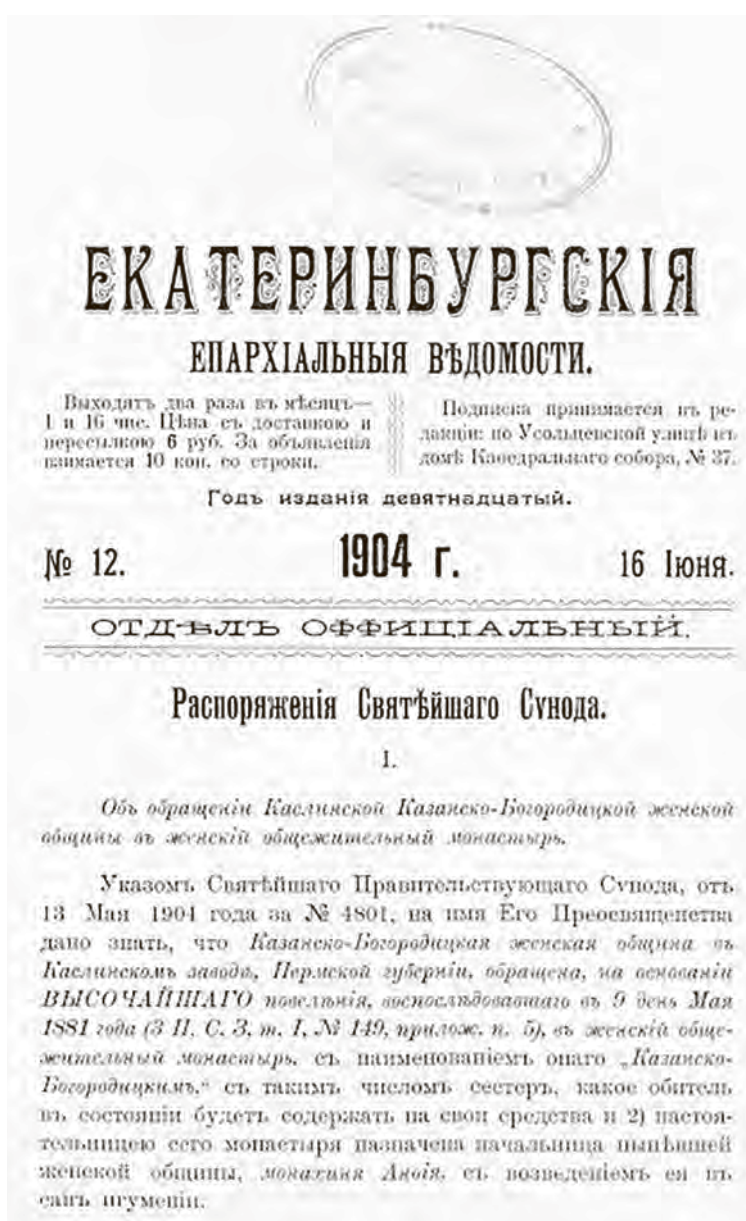 ЕКАТЕРИНБУРГСКІЯ
ЕПАРХІАЛЬНЫЯ ВѢДОМОСТИ.
Выходятъ два раза въ мѣсяцъ—
1 и 16 чис. Цѣна съ доставкою и
пересылкою 6 руб. За объявленія
взимается 10 коп. со строки.
Подписка принимается въ ре-
дакціи: по Усольцевской улицѣ въ
домѣ Каѳедральнаго собора, № 37.
Годъ изданія девятнадцатый.
№ 12. 1904 г. 16 Іюня.
ОТДѢЛЪ ОФФИЦІАЛЬНЫЙ.
Распоряженія Святѣйшаго Сѵнода.
I.
Объ обращеніи Каслинской Казанско-Богородицкой женской
общины въ женскій общежительный монастырь.
Указомъ Святѣйшаго Правительствующаго Сѵнода, отъ
13 Мая 1904 года за № 4801, на имя Его Преосвященства
дано знать, что Казанско-Богородицкая женская община въ
Каслинскомъ заводѣ, Пермской губерніи, обращена, на основаніи
ВЫСОЧАЙШАГО повелѣнія, воспослѣдовавшаго въ 9 день Мая
1881 года (3 П. С. З. т. I, № 149, прилож. п. 5), въ женскій обще-
жительный монастырь, съ наименованіемъ онаго „Казанско-
Богородицкимъ,“ съ такимъ числомъ сестеръ, какое обитель
въ состояніи будетъ содержать на свои средства и 2) настоя-
тельницею сего монастыря назначена начальница нынѣшней
женской общины, монахиня Анѳія, съ возведеніемъ ея въ
санъ игуменіи.